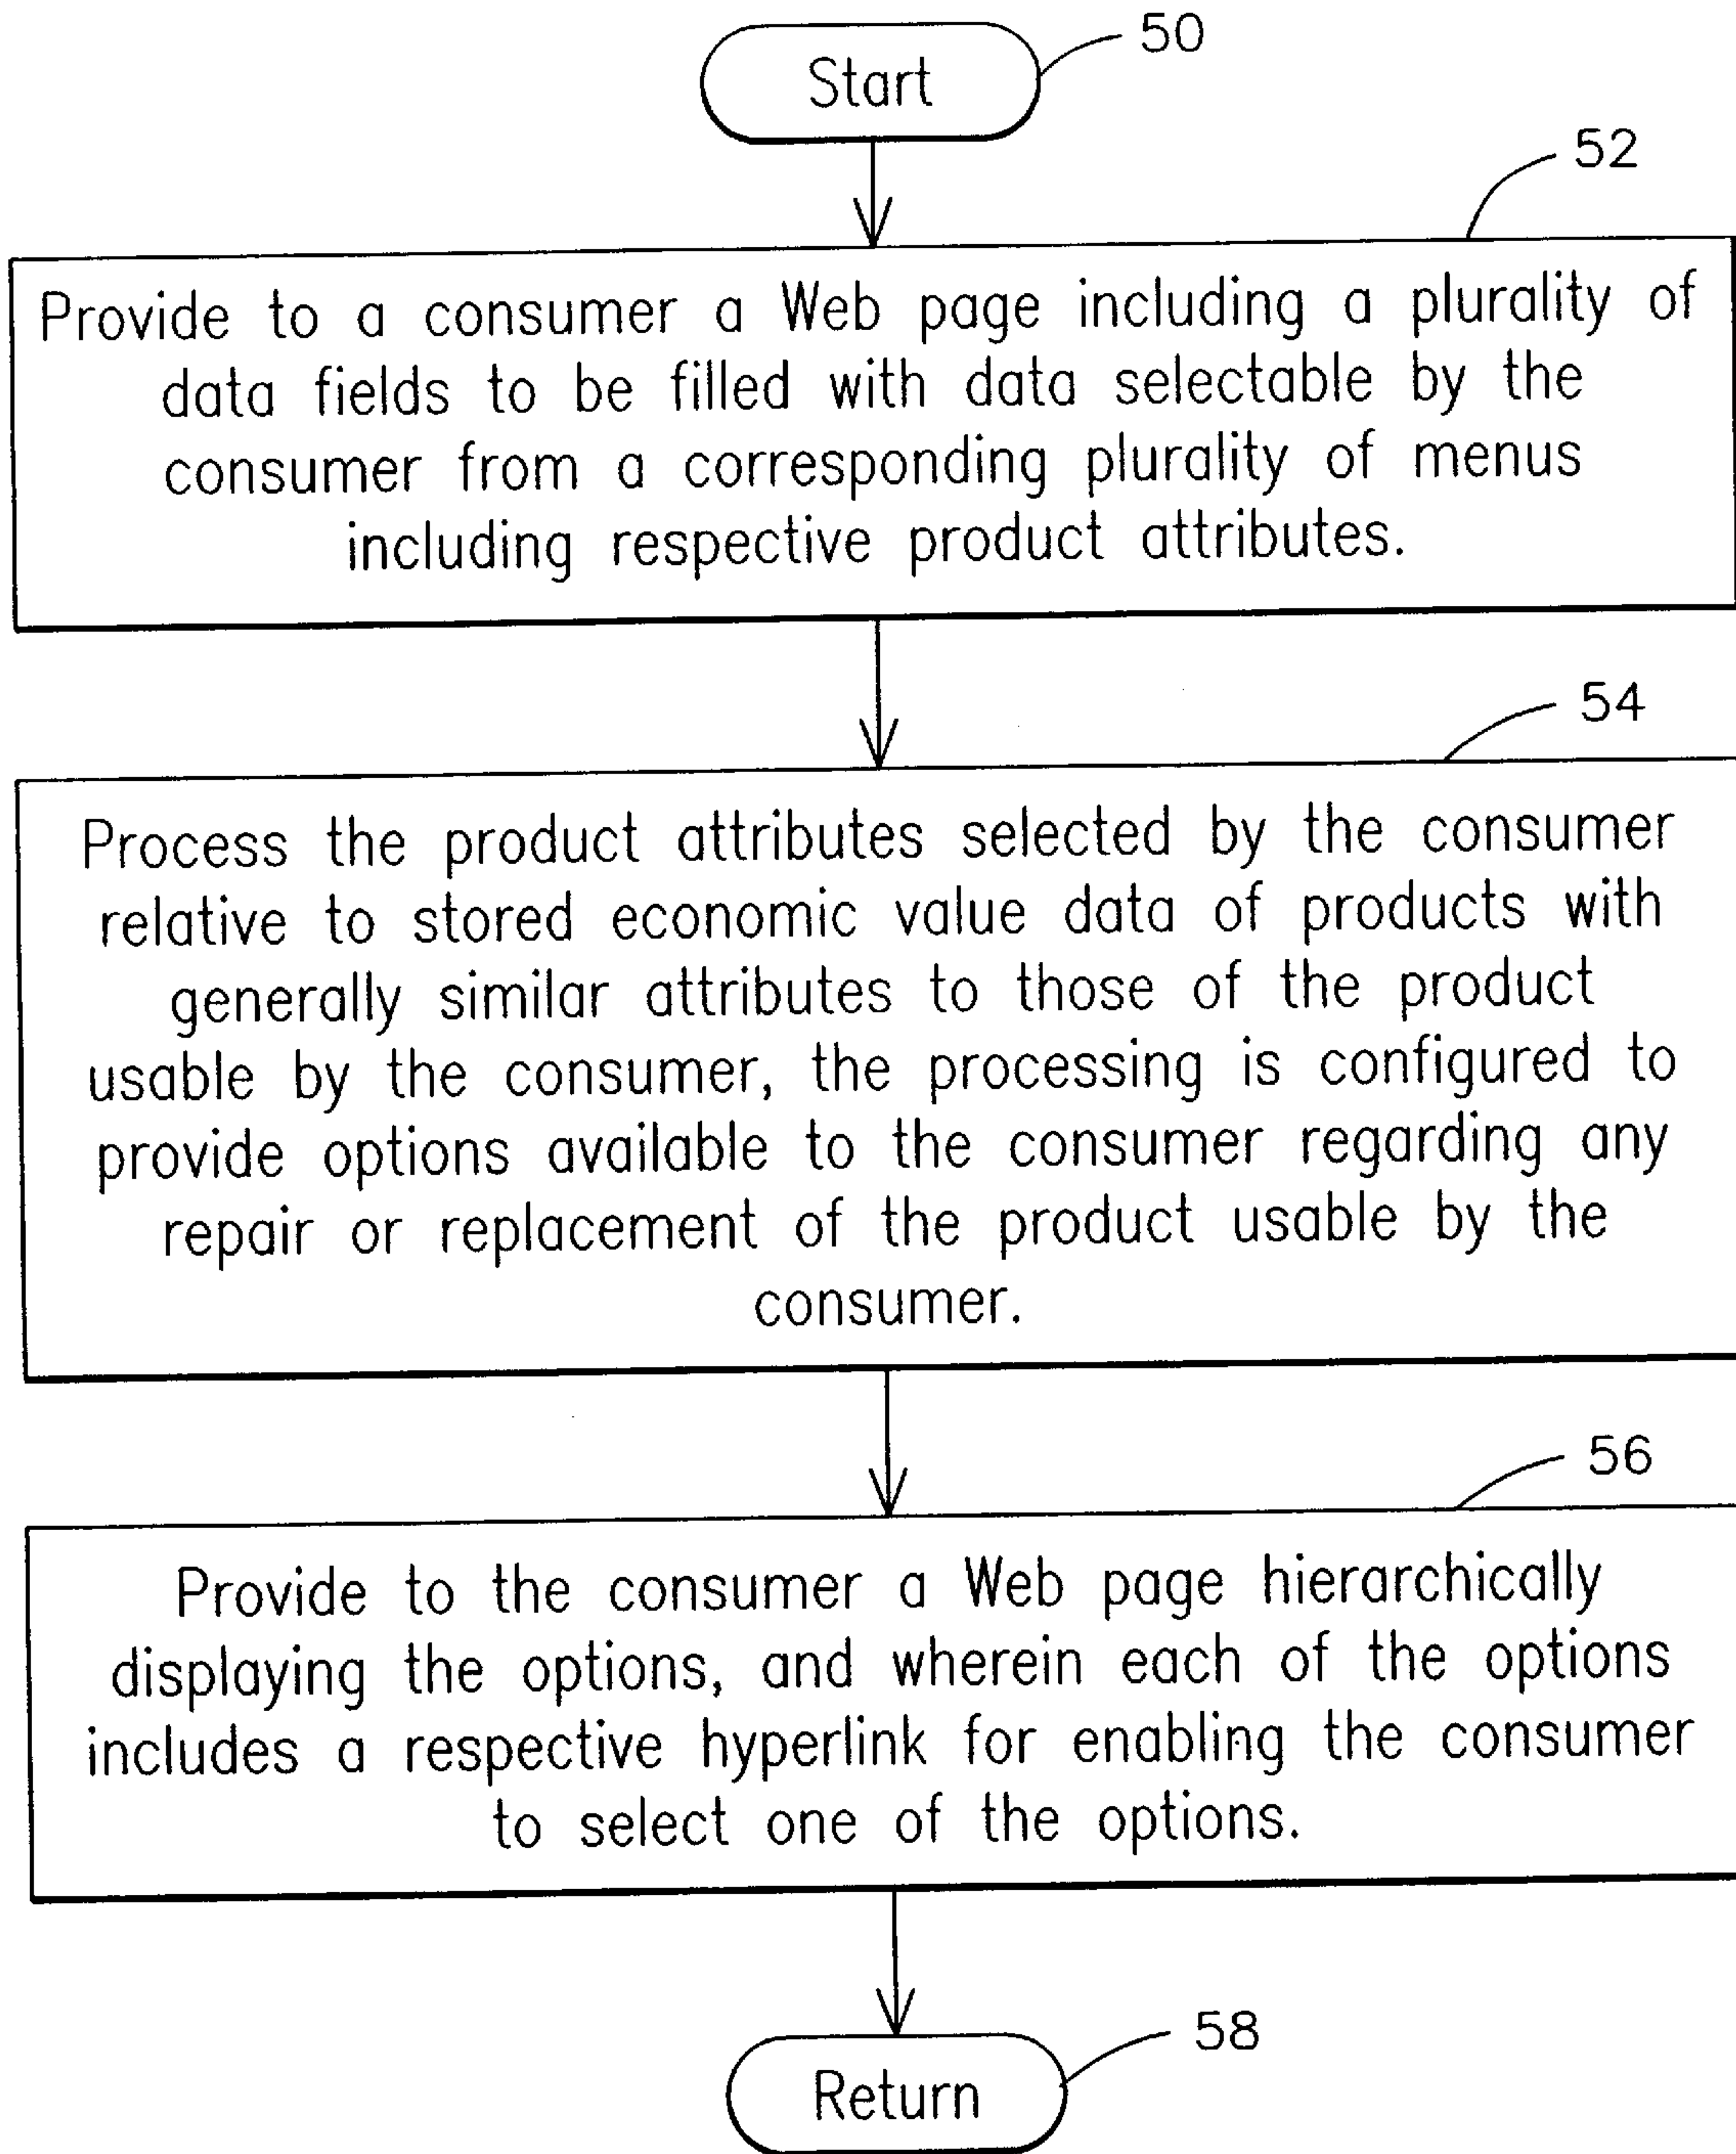 50
Start
52
Provide to a consumer a Web page including a plurality of
data fields to be filled with data selectable by the
consumer from a corresponding plurality of menus
including respective product attributes.
54
Process the product attributes selected by the consumer
relative to stored economic value data of products with
generally similar attributes to those of the product
usable by the consumer, the processing is configured to
provide options available to the consumer regarding any
repair or replacement of the product usable by the
consumer.
56
Provide to the consumer a Web page hierarchically
displaying the options, and wherein each of the options
includes a respective hyperlink for enabling the consumer
to select one of the options.
58
Return